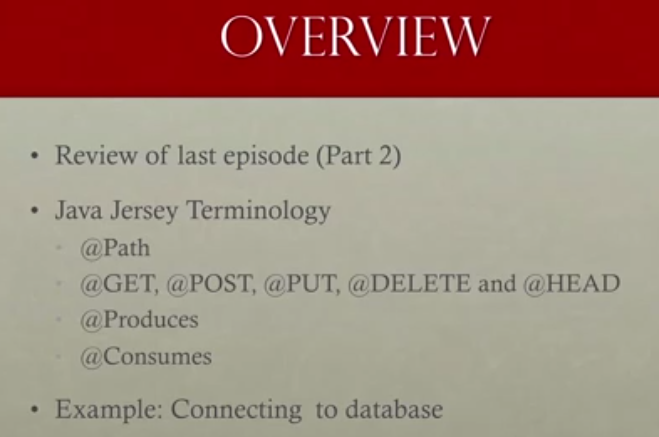 OVERVIEW
• Review of last episode (Part 2)
• Java Jersey Terminology
• @Path
• @GET, @POST, @PUT, @DELETE and @HEAD
• @Produces
• @Consumes
• Example: Connecting to database